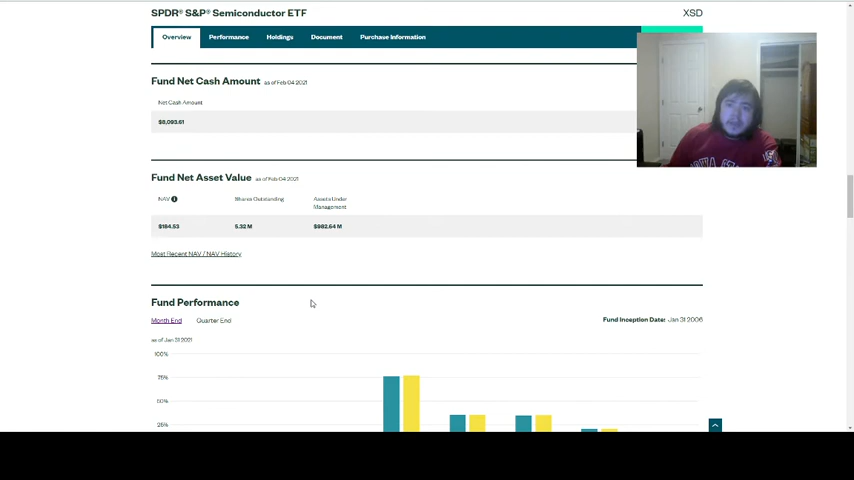 SPDR® S&P® Semiconductor ETF
XSD
Overview Performance Holdings Document Purchase Information
Fund Net Cash Amount as of Feb 04 2021
Net Cash Amount
$8,093.61
Fund Net Asset Value as of Feb 04 2021
NAV Shares Outstanding Assets Under
Management
$184.53 5.32 M $982.64 M
Most Recent NAV / NAV History
Fund Performance
Month End Quarter End Fund Inception Date: Jan 31 2006
as of Jan 31 2021
100%
75%
50%
25%